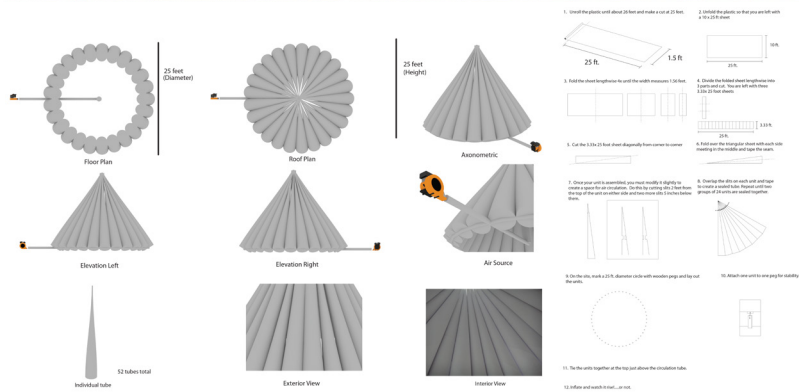 25 feet
(Diameter)
Floor Plan
Roof Plan
25 feet
(Height)
Axonometric
Elevation Left
Elevation Right
Air Source
Individual tube
52 tubes total
Exterior View
Interior View
1. Unroll the plastic until about 26 feet and make a cut at 25 feet.
25 ft.
1.5 ft
2. Unfold the plastic so that you are left with
a 10 x 25 ft sheet
10 ft.
25 ft.
3. Fold the sheet lengthwise its until the width measures 1.56 feet.
4. Divide the folded sheet lengthwise into
3 parts and cut. You are left with three
3.33x 25 feet sheets
3.33 ft.
25 ft.
5. Cut the 3.33x 25 foot sheet diagonally from corner to corner
6. Fold over the triangular sheet with each side
meeting in the middle and tape the seam.
7. Once your unit is assembled, you must modify it slightly to
create a space for air circulation. Do this by cutting slits 2 feet from
the top of the unit on either side and two more slits 5 inches below
them.
8. Overlap the slits on each unit and tape
to create a sealed tube. Repeat until two
groups of 24 units are sealed together.
9. On the site, mark a 25 ft. diameter circle with wooden pegs and lay out
the units.
10. Attach one unit to one peg for stability
11. Tie the units together at the top just above the circulation tube.
12. Inflate and watch it rise!... or not.